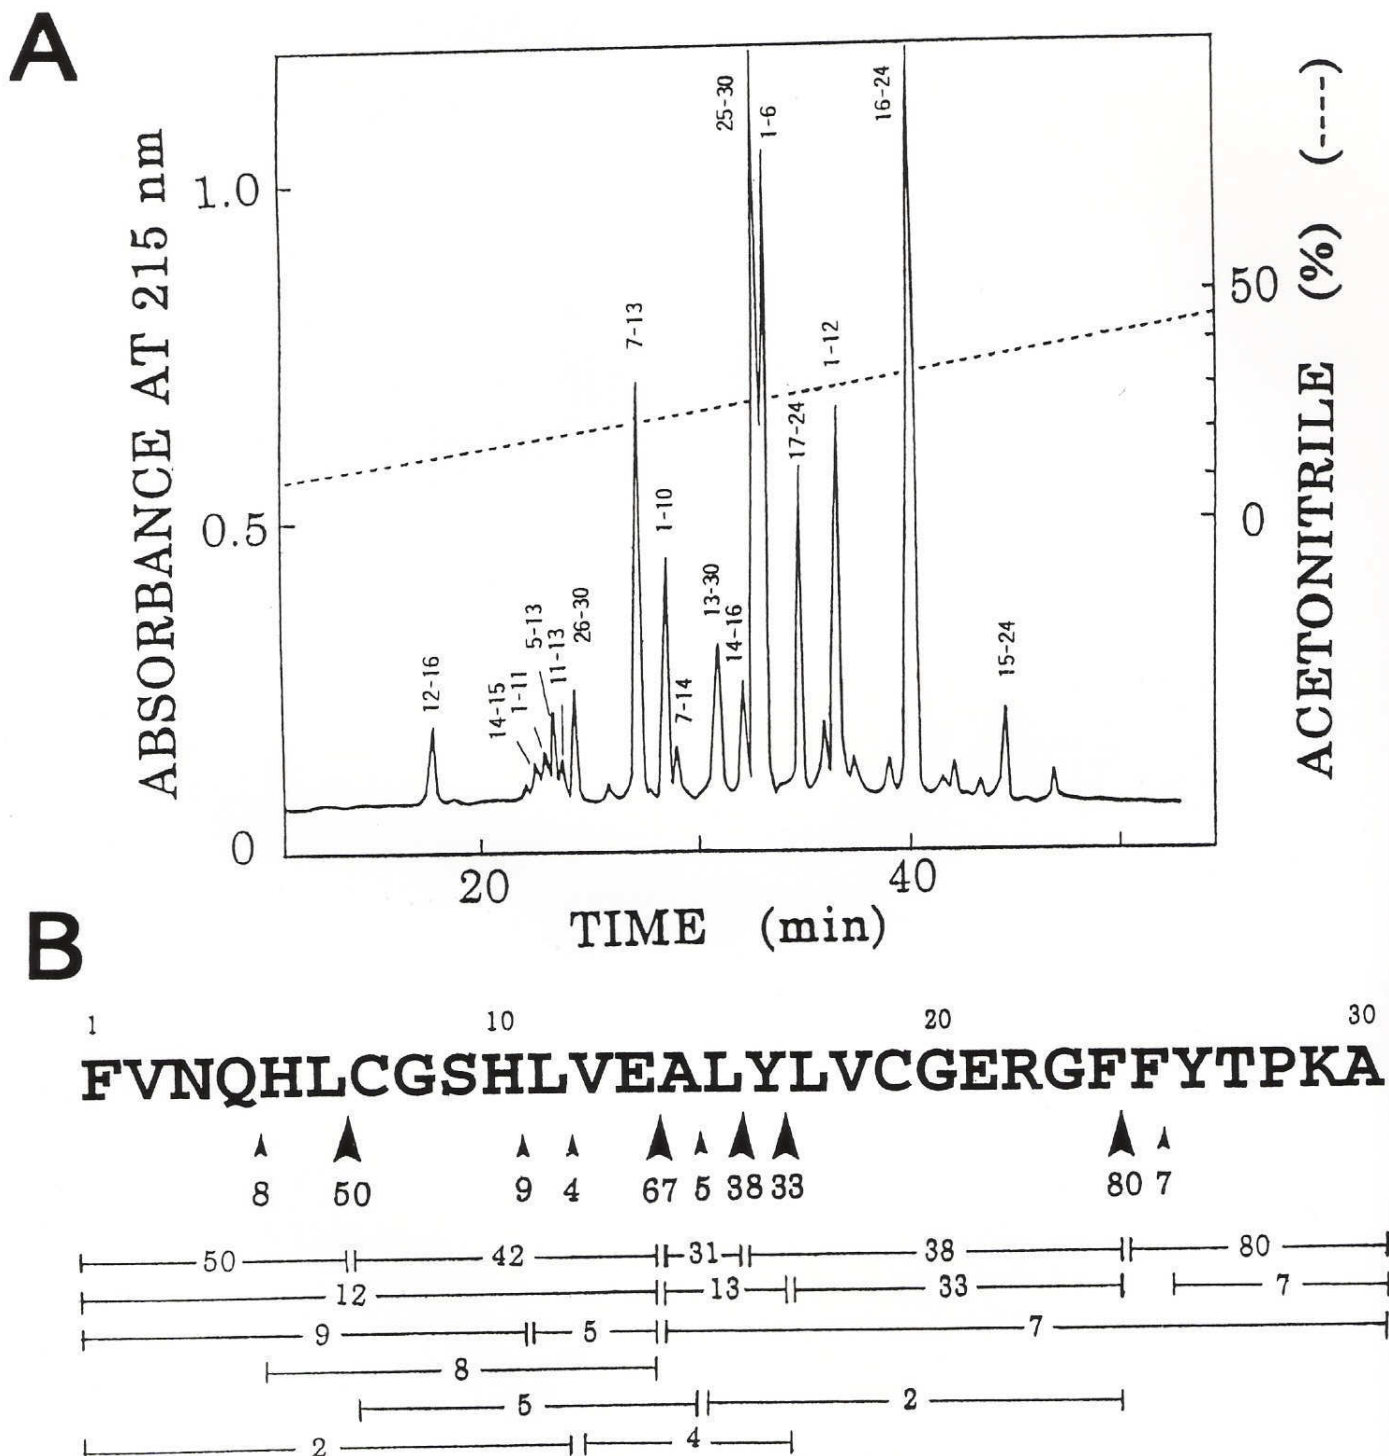 A
ABSORBANCE AT 215 nm
1.0
0.5
0
12-16
14-15
1-11
5-13
11-13
26-30
7-13
1-10
7-14
13-30
14-16
25-30
1-6
17-24
1-12
16-24
15-24
50
0
ACETONITRILE (%) (----)
20 40
TIME (min)
B
1 10 20 30
FVNQHLCGSHLVEALYLVCGERGFFYTPKA
8 50 9 4 67 5 38 33 80 7
50 42 31 38 80
12 13 33 7
9 5 7
8
5 2
2 4